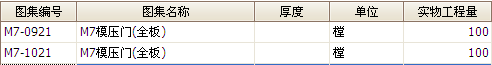 图集编号 图集名称 厚度 单位 实物工程量
M7-0921 M7模压门(全板) 樘 100
M7-1021 M7模压门(全板) 樘 100